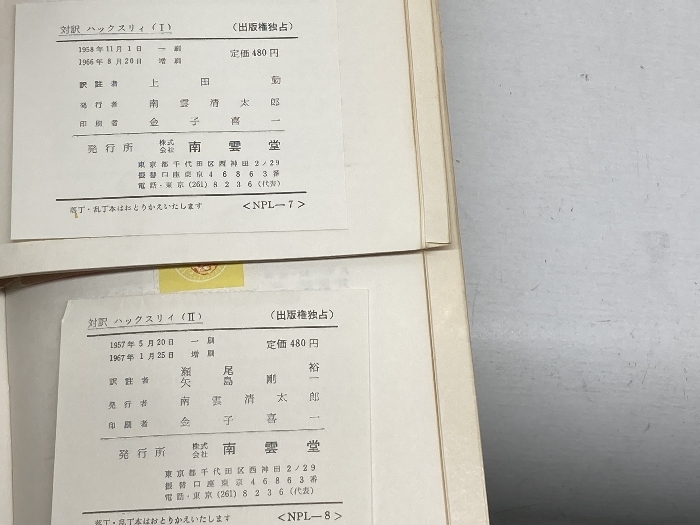 対訳 ハックスリィ(Ⅰ) (出版権独占)
1958年11月1日 一刷
1966年8月20日 増刷
定価480円
訳註者 上田勤
発行者 南雲清太郎
印刷者 金子喜一
発行所 株式会社 南雲堂
東京都千代田区西神田2/29
振替口座東京46863番
電話・東京(261)8236(代表)
落丁・乱丁本はおとりかえいたします <NPL—7>
対訳 ハックスリィ(Ⅱ) (出版権独占)
1957年5月20日 一刷
1967年1月25日 増刷
定価480円
訳註者 瀬尾裕
矢島剛一
発行者 南雲清太郎
印刷者 金子喜一
発行所 株式会社 南雲堂
東京都千代田区西神田2/29
振替口座東京46863番
電話・東京(261)8236(代表)
落丁・乱丁本はおとりかえいたします <NPL—8>